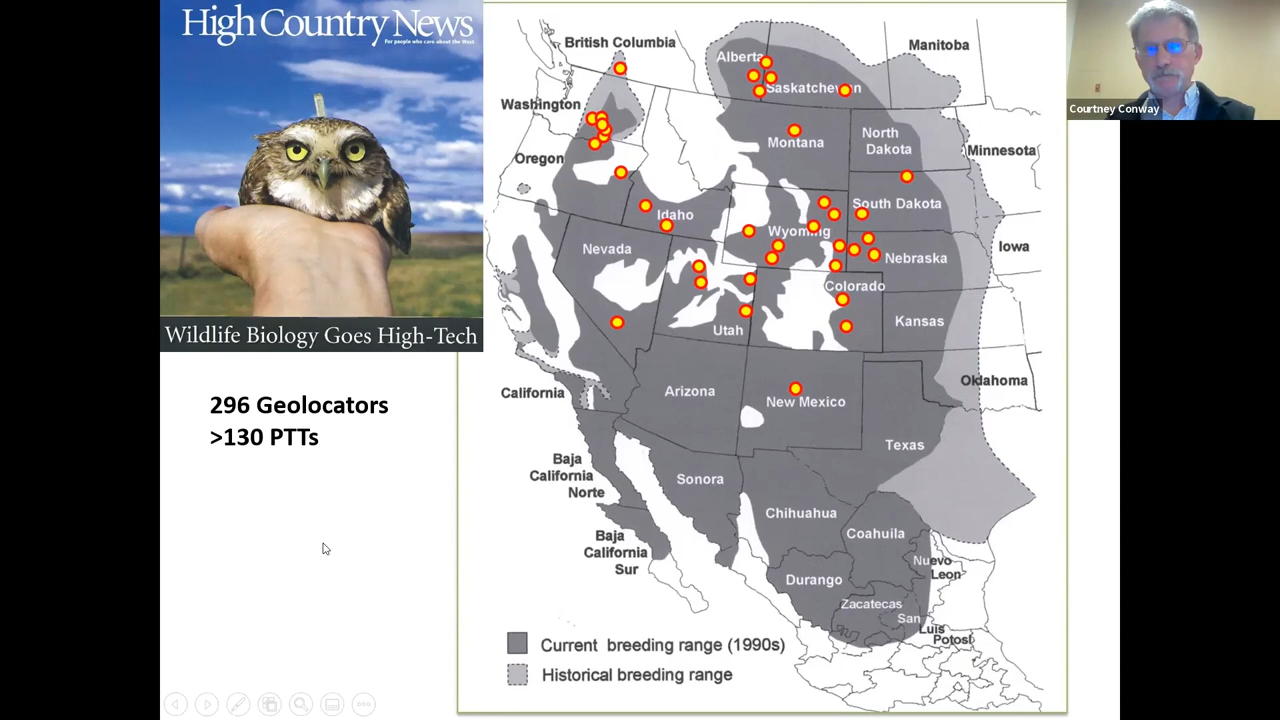 High Country News
For people who care about the West
Wildlife Biology Goes High-Tech
296 Geolocators
>130 PTTs
British Columbia
Alberta
Saskatchewan
Manitoba
Washington
Oregon
Montana
North
Dakota
Minnesota
Idaho
Wyoming
South Dakota
Iowa
Nevada
Nebraska
Utah
Colorado
Kansas
California
Arizona
New Mexico
Oklahoma
Texas
Baja
California
Norte
Sonora
Chihuahua
Coahuila
Baja
California
Sur
Durango
Nuevo
Leon
Zacatecas
San
Luis
Potosi
Current breeding range (1990s)
Historical breeding range
Courtney Conway